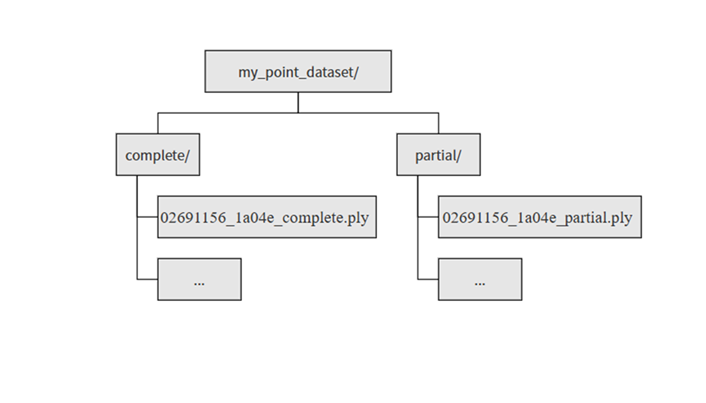 my_point_dataset/
complete/
partial/
02691156_1a04e_complete.ply
02691156_1a04e_partial.ply
...
...